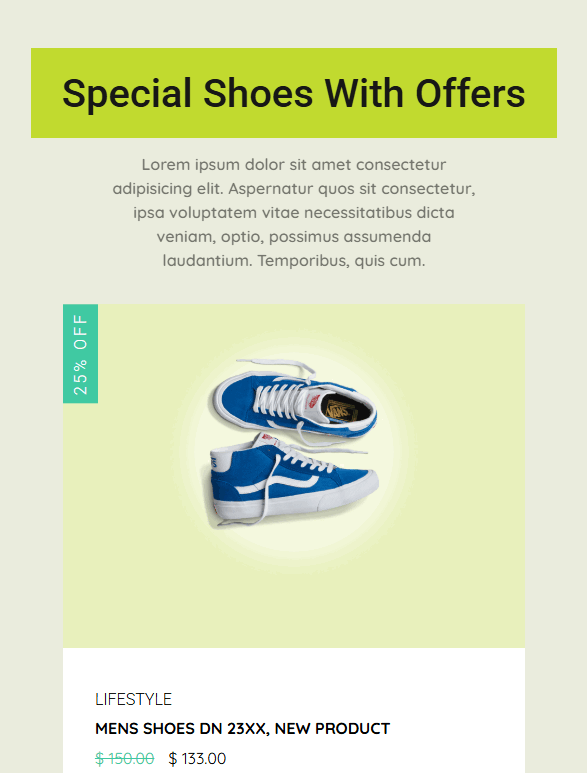 Special Shoes With Offers
Lorem ipsum dolor sit amet consectetur
adipisicing elit. Aspernatur quos sit consectetur,
ipsa voluptatem vitae necessitatibus dicta
veniam, optio, possimus assumenda
laudantium. Temporibus, quis cum.
25% OFF
VANS
LIFESTYLE
MENS SHOES DN 23XX, NEW PRODUCT
$ 150.00 $ 133.00